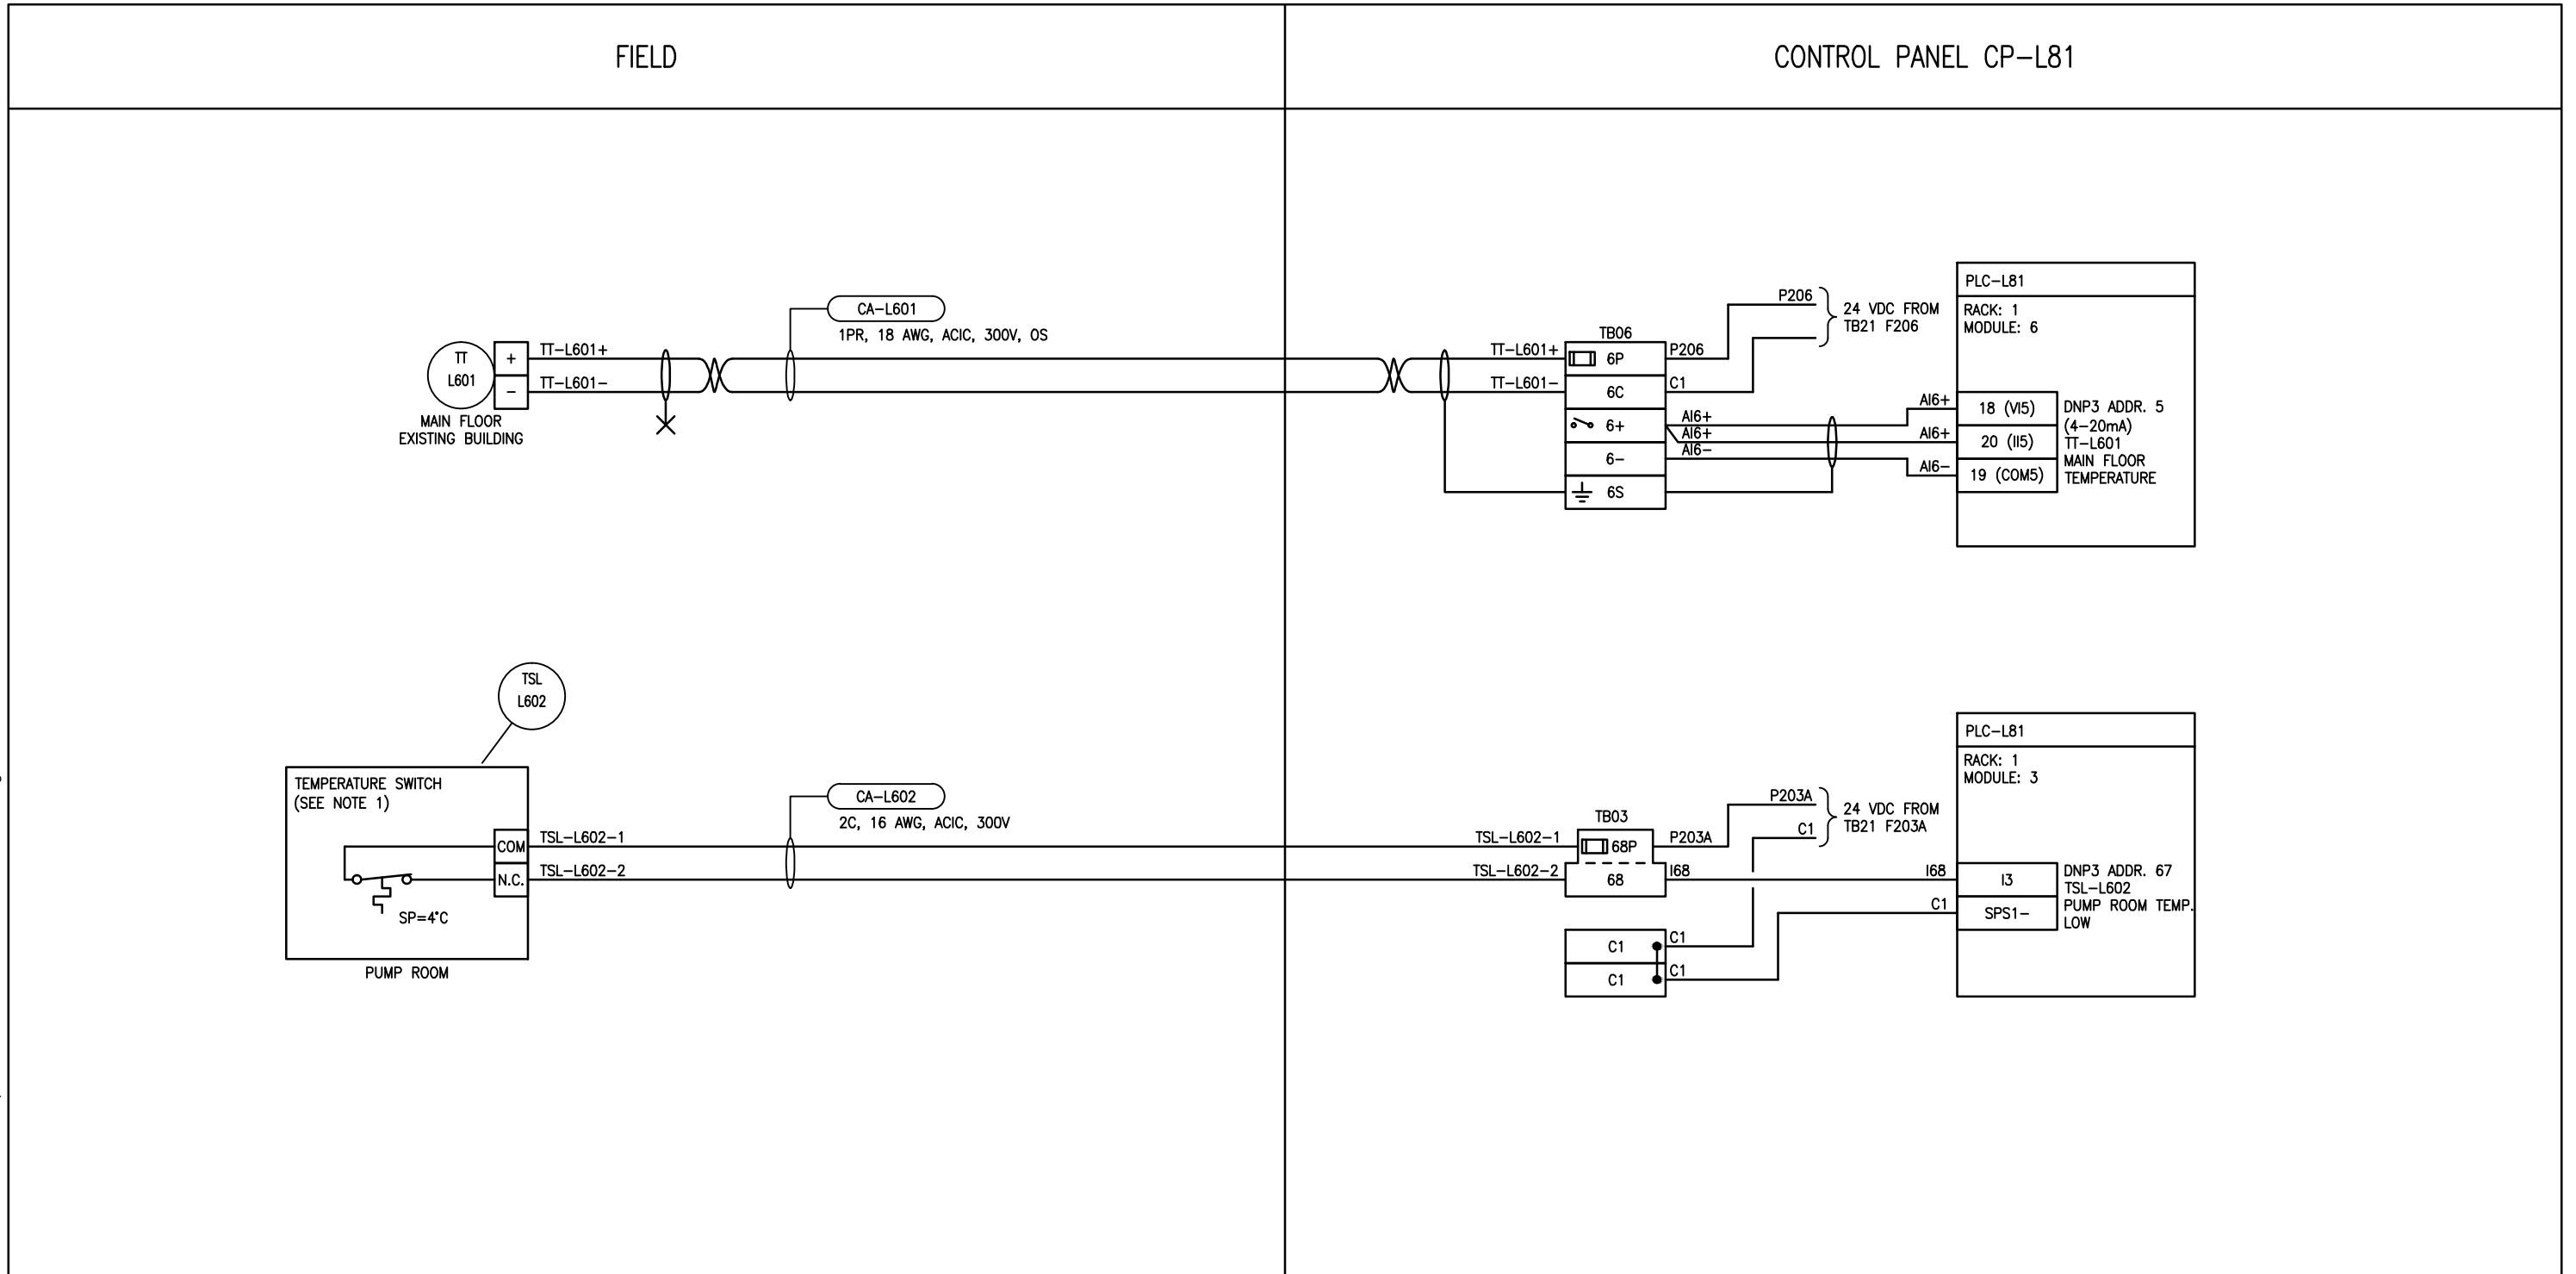 FIELD
CONTROL PANEL CP-L81
TT
L601
+
-
TT-L601+
TT-L601-
MAIN FLOOR
EXISTING BUILDING
CA-L601
1PR, 18 AWG, ACIC, 300V, OS
TT-L601+
TT-L601-
TB06
6P
6C
6+
6-
6S
P206
C1
AI6+
AI6+
AI6-
P206
24 VDC FROM
TB21 F206
PLC-L81
RACK: 1
MODULE: 6
AI6+
AI6+
AI6-
18 (VI5)
20 (II5)
19 (COM5)
DNP3 ADDR. 5
(4-20mA)
TT-L601
MAIN FLOOR
TEMPERATURE
TSL
L602
TEMPERATURE SWITCH
(SEE NOTE 1)
COM
N.C.
SP=4°C
PUMP ROOM
TSL-L602-1
TSL-L602-2
CA-L602
2C, 16 AWG, ACIC, 300V
TSL-L602-1
TSL-L602-2
TB03
68P
68
P203A
I68
P203A
C1
24 VDC FROM
TB21 F203A
C1
C1
C1
C1
PLC-L81
RACK: 1
MODULE: 3
I68
C1
I3
SPS1-
DNP3 ADDR. 67
TSL-L602
PUMP ROOM TEMP.
LOW